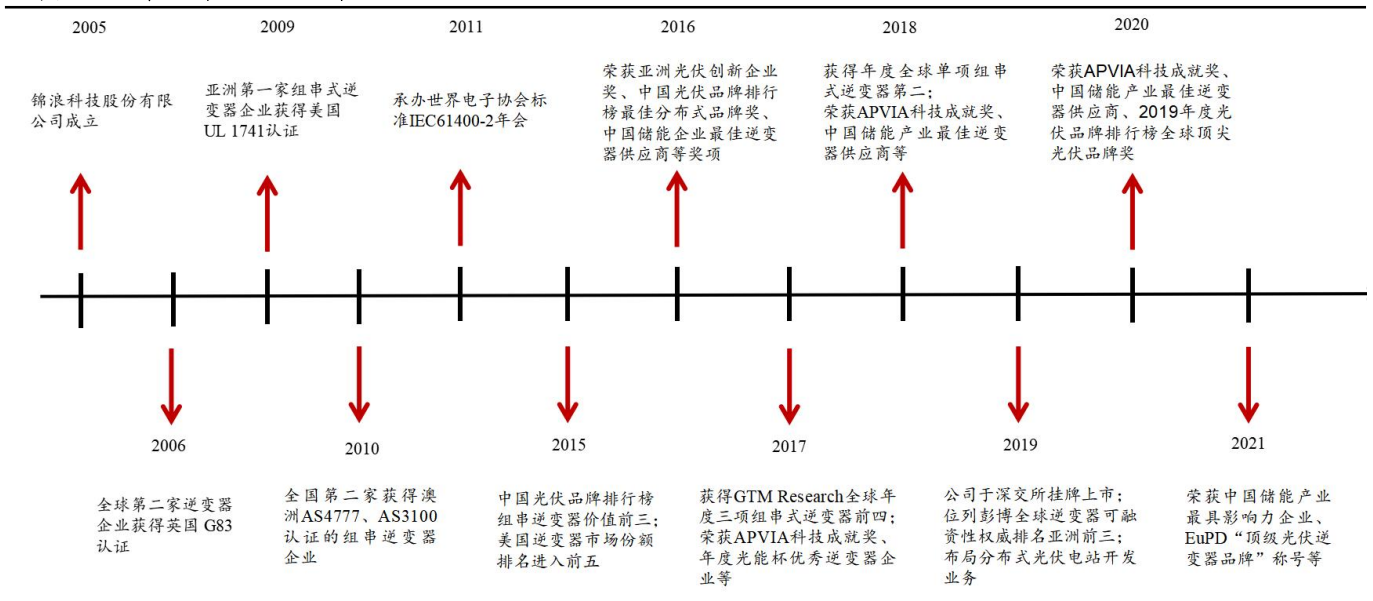 2005
锦浪科技股份有限
公司成立
2009
亚洲第一家组串式逆
变器企业获得美国
UL 1741认证
2011
承办世界电子协会标
准IEC61400-2年会
2016
荣获亚洲光伏创新企业
奖、中国光伏品牌排行
榜最佳分布式品牌奖、
中国储能企业最佳逆变
器供应商等奖项
2018
获得年度全球单项组串
式逆变器第二；
荣获APVIA科技成就奖、
中国储能产业最佳逆变
器供应商等
2020
荣获APVIA科技成就奖、
中国储能产业最佳逆变
器供应商、2019年度光
伏品牌排行榜全球顶尖
光伏品牌奖
2006
全球第二家逆变器
企业获得英国 G83
认证
2010
全国第二家获得澳
洲AS4777、AS3100
认证的组串逆变器
企业
2015
中国光伏品牌排行榜
组串逆变器价值前三；
美国逆变器市场份额
排名进入前五
2017
获得GTM Research全球年
度三项组串式逆变器前四；
荣获APVIA科技成就奖、
年度光能杯优秀逆变器企
业等
2019
公司于深交所挂牌上市；
位列彭博全球逆变器可融
资性权威排名亚洲前三；
布局分布式光伏电站开发
业务
2021
荣获中国储能产业
最具影响力企业、
EuPD“顶级光伏逆
变器品牌”称号等